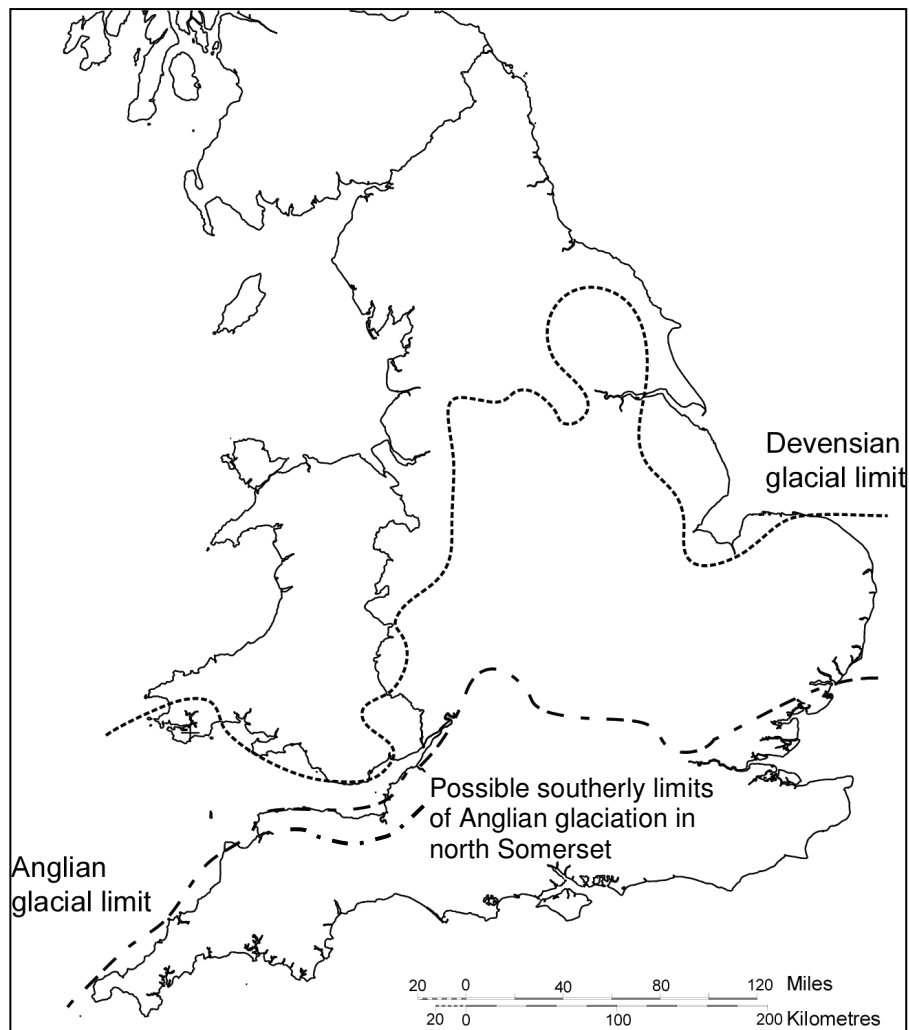 Devensian
glacial limit
Possible southerly limits
of Anglian glaciation in
north Somerset
Anglian
glacial limit
20 0 40 80 120 Miles
20 0 100 200 Kilometres